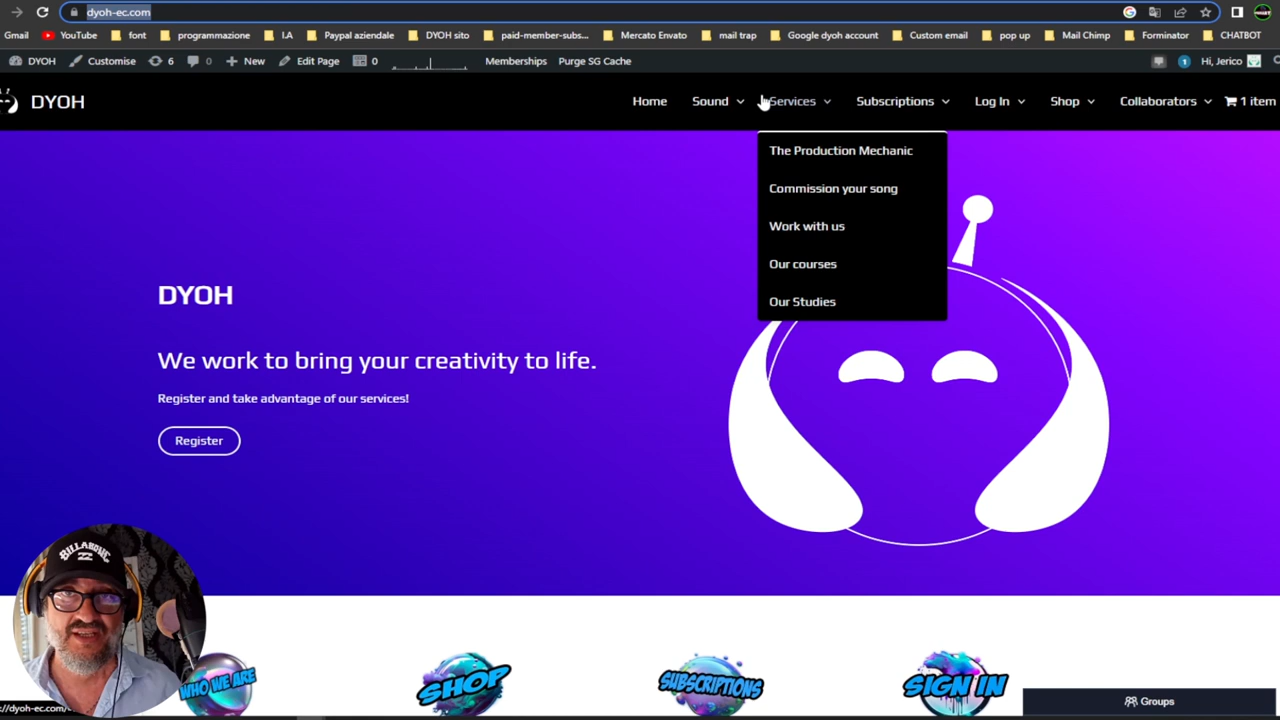 dyoh-ec.com
Gmail YouTube font programmazione I.A Paypal aziendale DYOH sito paid-member-subs... Mercato Envato mail trap Google dyoh account Custom email pop up Mail Chimp Forminator CHATBOT
DYOH Customise 6 0 New Edit Page 0 Memberships Purge SG Cache 1 Hi, Jerico
DYOH Home Sound Services Subscriptions Log In Shop Collaborators 1 item
The Production Mechanic
Commission your song
Work with us
Our courses
Our Studies
DYOH
We work to bring your creativity to life.
Register and take advantage of our services!
Register
BILLABONG
WHO WE ARE SHOP SUBSCRIPTIONS SIGN IN
Groups